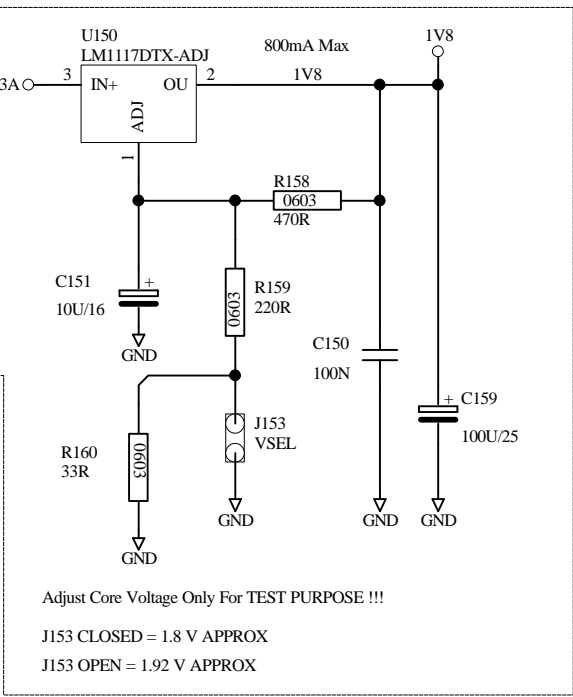 U150
LM1117DTX-ADJ
800mA Max
1V8
3A
3
IN+
OU
2
1V8
ADJ
1
R158
0603
470R
C151
+
10U/16
GND
0603
R159
220R
C150
100N
+
C159
100U/25
R160
33R
0603
J153
VSEL
GND
GND
GND
GND
Adjust Core Voltage Only For TEST PURPOSE !!!
J153 CLOSED = 1.8 V APPROX
J153 OPEN = 1.92 V APPROX